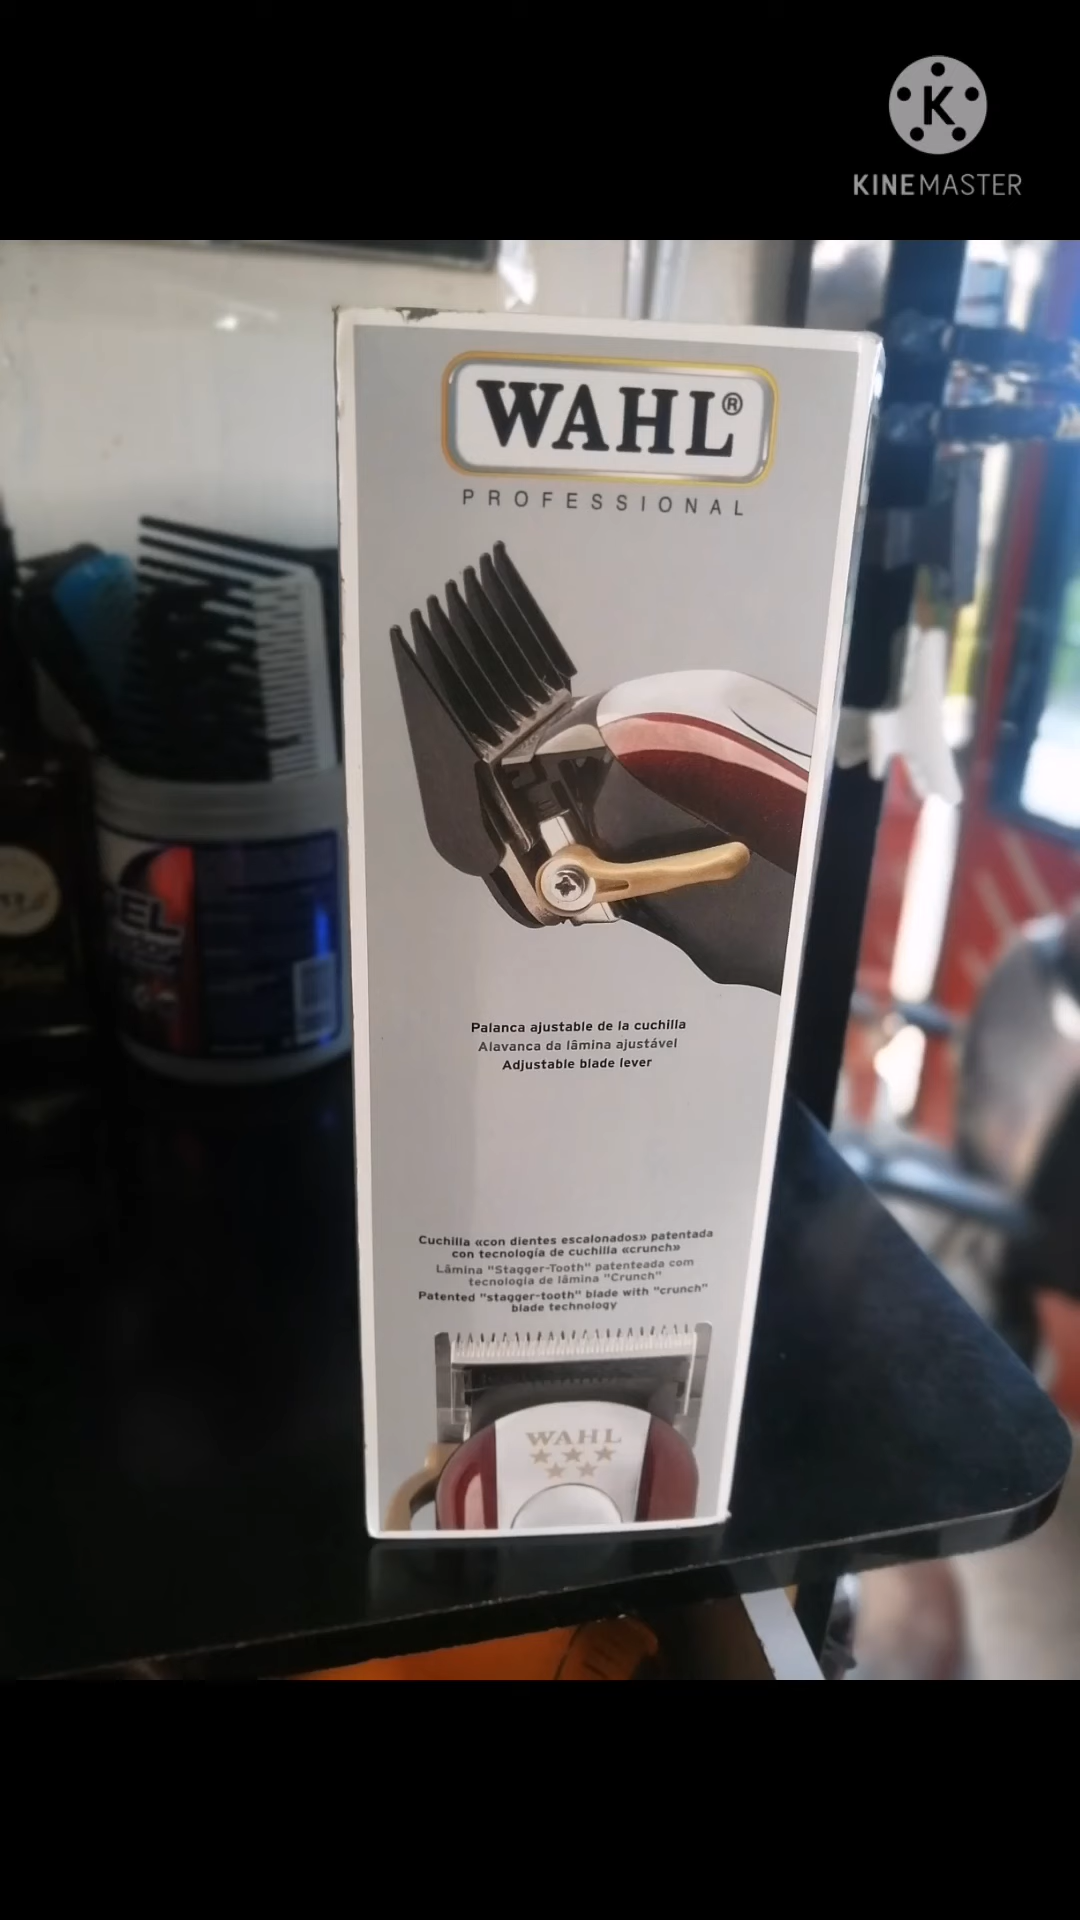 K
KINEMASTER
WAHL®
PROFESSIONAL
Palanca ajustable de la cuchilla
Alavanca da lâmina ajustável
Adjustable blade lever
Cuchilla «con dientes escalonados» patentada
con tecnología de cuchilla «crunch»
Lâmina "Stagger-Tooth" patenteada com
tecnologia de lâmina "Crunch"
Patented "stagger-tooth" blade with "crunch"
blade technology
WAHL